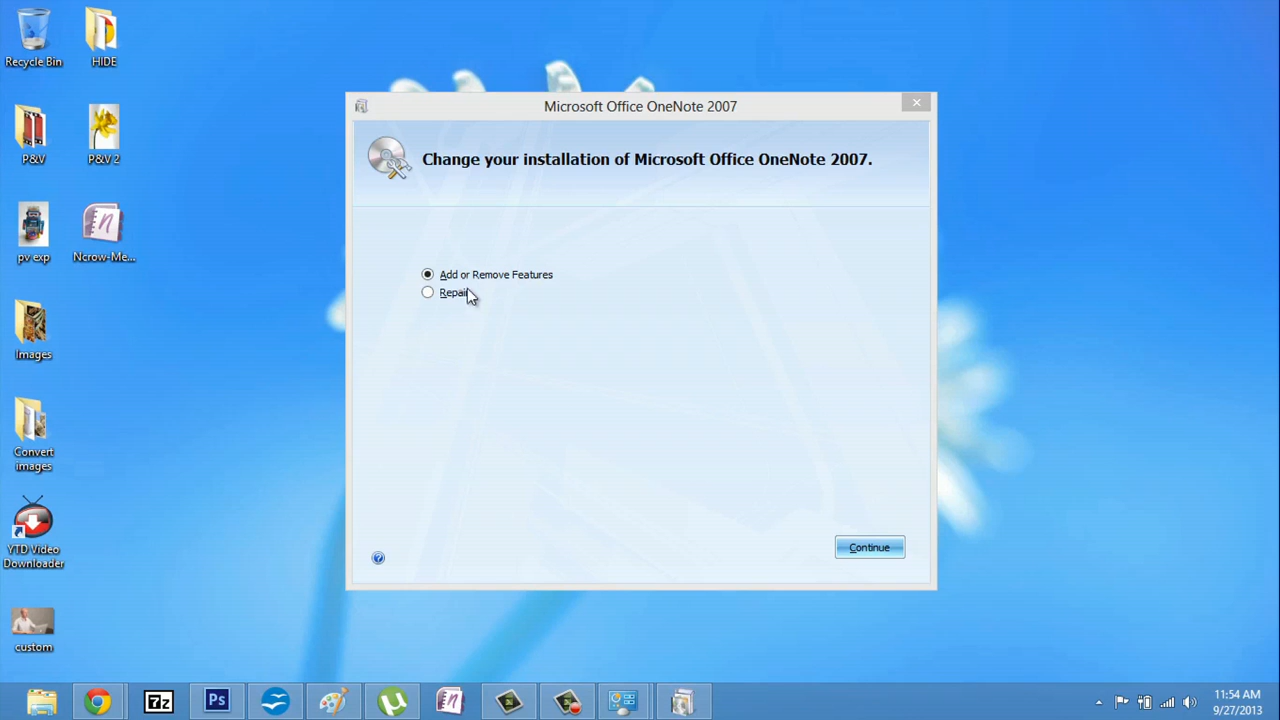 Recycle Bin
HIDE
P&V
P&V 2
pv exp
Ncrow-Me...
Images
Convert
images
YTD Video
Downloader
custom
Microsoft Office OneNote 2007
Change your installation of Microsoft Office OneNote 2007.
Add or Remove Features
Repair
Continue
7z
Ps
11:54 AM
9/27/2013